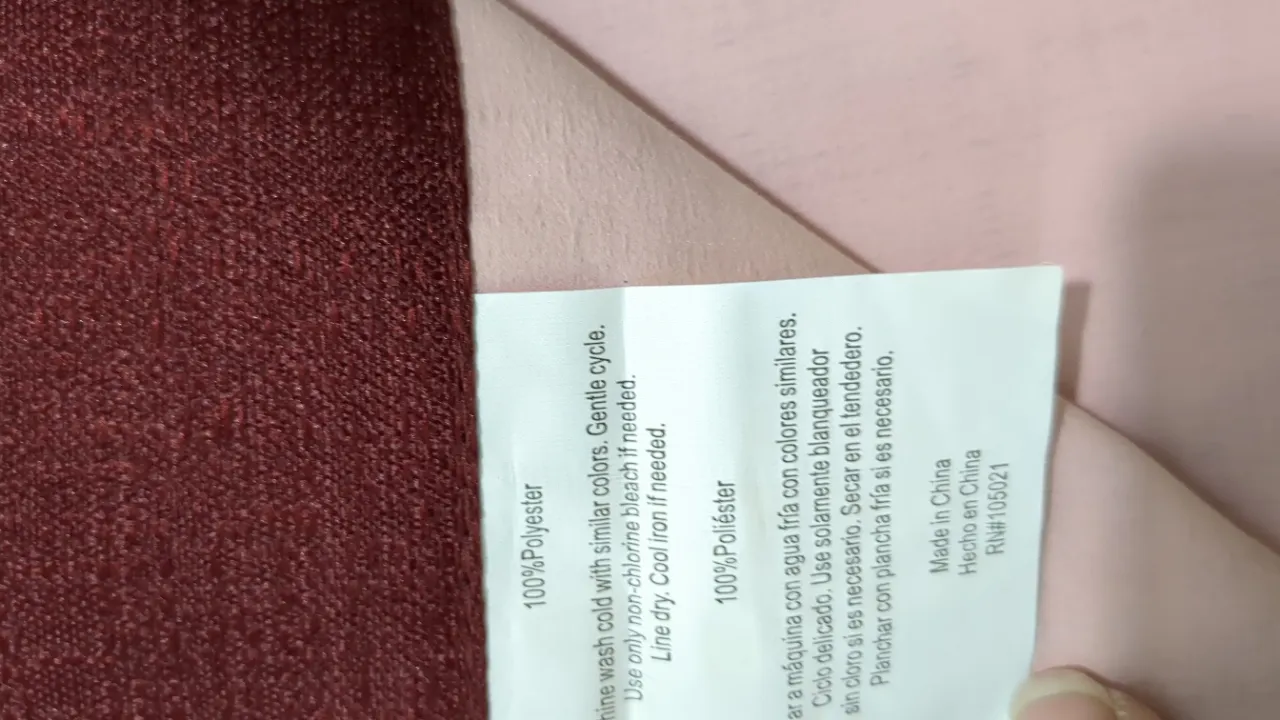 100%Polyester
wash cold with similar colors. Gentle cycle.
Use only non-chlorine bleach if needed.
Line dry. Cool iron if needed.
100%Poliéster
a máquina con agua fría con colores similares.
Ciclo delicado. Use solamente blanqueador
sin cloro si es necesario. Secar en el tendedero.
Planchar con plancha fría si es necesario.
Made in China
Hecho en China
RN#105021